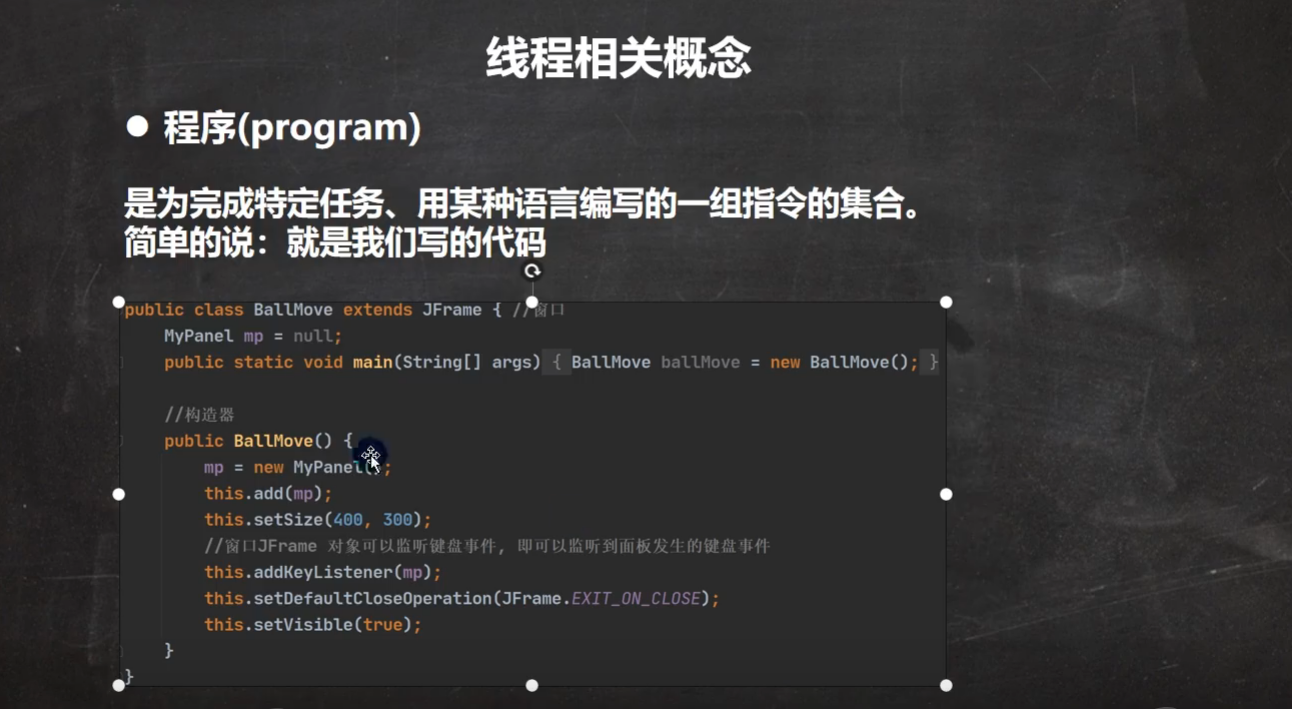 线程相关概念
● 程序(program)
是为完成特定任务、用某种语言编写的一组指令的集合。
简单的说：就是我们写的代码
public class BallMove extends JFrame { //窗口
MyPanel mp = null;
public static void main(String[] args) { BallMove ballMove = new BallMove(); }
//构造器
public BallMove() {
mp = new MyPanel();
this.add(mp);
this.setSize(400, 300);
//窗口JFrame 对象可以监听键盘事件, 即可以监听到面板发生的键盘事件
this.addKeyListener(mp);
this.setDefaultCloseOperation(JFrame.EXIT_ON_CLOSE);
this.setVisible(true);
}
}